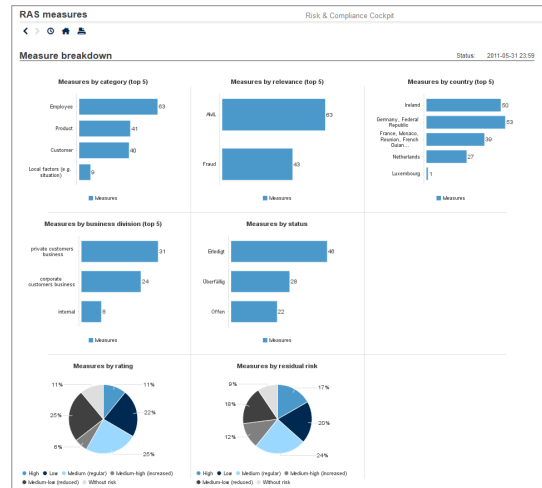 RAS measures
Risk & Compliance Cockpit
Measure breakdown
Status: 2011-05-31 23:59
Measures by category (top 5)
Employee 63
Product 41
Customer 40
Local factors (e.g.
situation) 9
Measures
Measures by relevance (top 5)
AML 63
Fraud 43
Measures
Measures by country (top 5)
Ireland 50
Germany, Federal
Republic 53
France, Monaco,
Reunion, French
Guian... 39
Netherlands 27
Luxembourg 1
Measures
Measures by business division (top 5)
private customers
business 31
corporate
customers business 24
internal 6
Measures
Measures by status
Erledigt 46
Überfällig 28
Offen 22
Measures
Measures by rating
11% 11%
25% 22%
6% 25%
High Low Medium (regular) Medium-high (increased)
Medium-low (reduced) Without risk
Measures by residual risk
9% 17%
18% 20%
12% 24%
High Low Medium (regular) Medium-high (increased)
Medium-low (reduced) Without risk